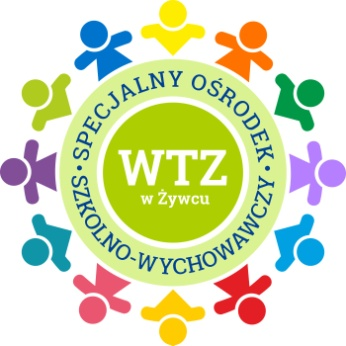 • SPECJALNY OŚRODEK •
SZKOLNO-WYCHOWAWCZY
WTZ
w Żywcu